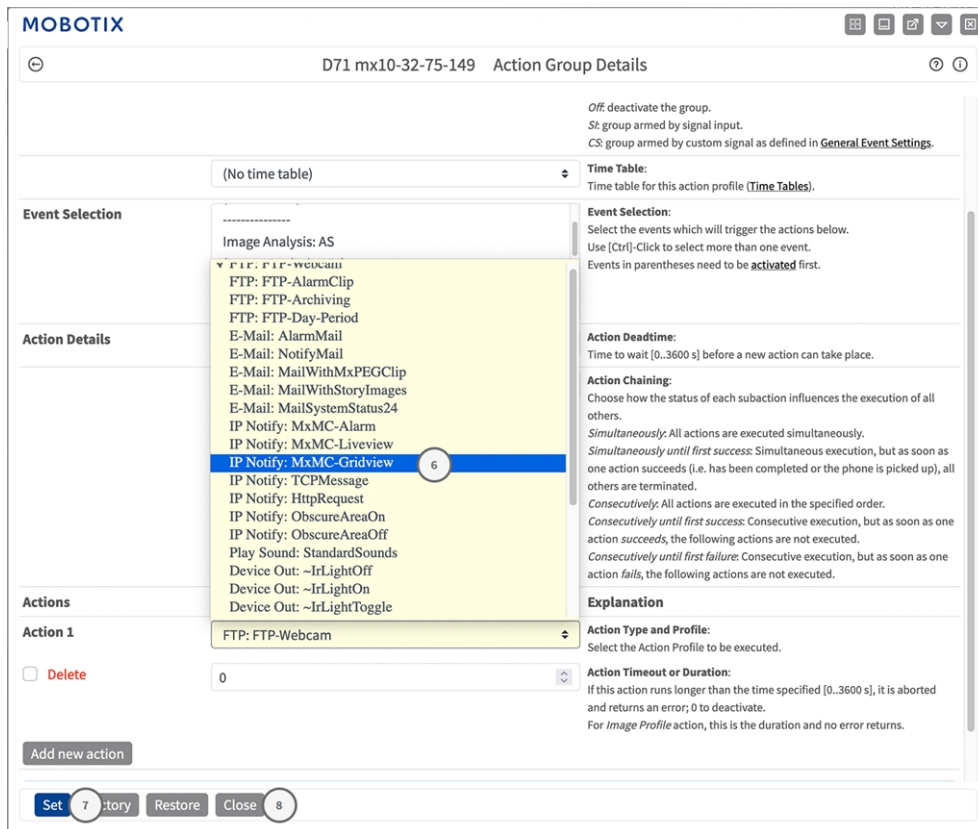 MOBOTIX
D71 mx10-32-75-149 Action Group Details
Off: deactivate the group.
SI: group armed by signal input.
CS: group armed by custom signal as defined in General Event Settings.
(No time table)
Time Table:
Time table for this action profile (Time Tables).
Event Selection
---------------
Image Analysis: AS
Event Selection:
Select the events which will trigger the actions below.
Use [Ctrl]-Click to select more than one event.
Events in parentheses need to be activated first.
FTP: FTP-Webcam
FTP: FTP-AlarmClip
FTP: FTP-Archiving
FTP: FTP-Day-Period
E-Mail: AlarmMail
E-Mail: NotifyMail
E-Mail: MailWithMxPEGClip
E-Mail: MailWithStoryImages
E-Mail: MailSystemStatus24
IP Notify: MxMC-Alarm
IP Notify: MxMC-Liveview
IP Notify: MxMC-Gridview
6
IP Notify: TCPMessage
IP Notify: HttpRequest
IP Notify: ObscureAreaOn
IP Notify: ObscureAreaOff
Play Sound: StandardSounds
Device Out: ~IrLightOff
Device Out: ~IrLightOn
Device Out: ~IrLightToggle
Action Details
Action Deadtime:
Time to wait [0..3600 s] before a new action can take place.
Action Chaining:
Choose how the status of each subaction influences the execution of all
others.
Simultaneously: All actions are executed simultaneously.
Simultaneously until first success: Simultaneous execution, but as soon as
one action succeeds (i.e. has been completed or the phone is picked up), all
others are terminated.
Consecutively: All actions are executed in the specified order.
Consecutively until first success: Consecutive execution, but as soon as one
action succeeds, the following actions are not executed.
Consecutively until first failure: Consecutive execution, but as soon as one
action fails, the following actions are not executed.
Actions
Explanation
Action 1
FTP: FTP-Webcam
Action Type and Profile:
Select the Action Profile to be executed.
Delete
0
Action Timeout or Duration:
If this action runs longer than the time specified [0..3600 s], it is aborted
and returns an error; 0 to deactivate.
For Image Profile action, this is the duration and no error returns.
Add new action
Set 7 tory Restore Close 8